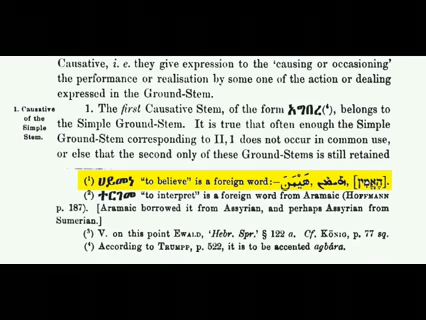 Causative, i. e. they give expression to the ‘causing or occasioning’
the performance or realisation by some one of the action or dealing
expressed in the Ground-Stem.
1. Causative
of the
Simple
Stem.
1. The first Causative Stem, of the form አግበረ(⁴), belongs to
the Simple Ground-Stem. It is true that often enough the Simple
Ground-Stem corresponding to II, 1 does not occur in common use,
or else that the second only of these Ground-Stems is still retained
(¹) ሀይመነ “to believe” is a foreign word:— هَيْمَنَ, ܗܝܡܢ, [הֶאֱמִין].
(²) ተርገመ “to interpret” is a foreign word from Aramaic (HOFFMANN
p. 187). [Aramaic borrowed it from Assyrian, and perhaps Assyrian from
Sumerian.]
(³) V. on this point EWALD, ‘Hebr. Spr.’ § 122 a. Cf. KÖNIG, p. 77 sq.
(⁴) According to TRUMPP, p. 522, it is to be accented agbára.